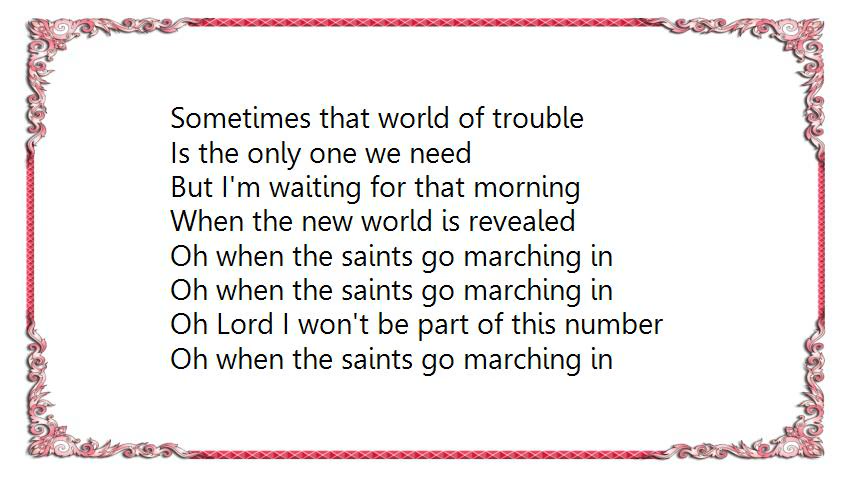 Sometimes that world of trouble
Is the only one we need
But I'm waiting for that morning
When the new world is revealed
Oh when the saints go marching in
Oh when the saints go marching in
Oh Lord I won't be part of this number
Oh when the saints go marching in